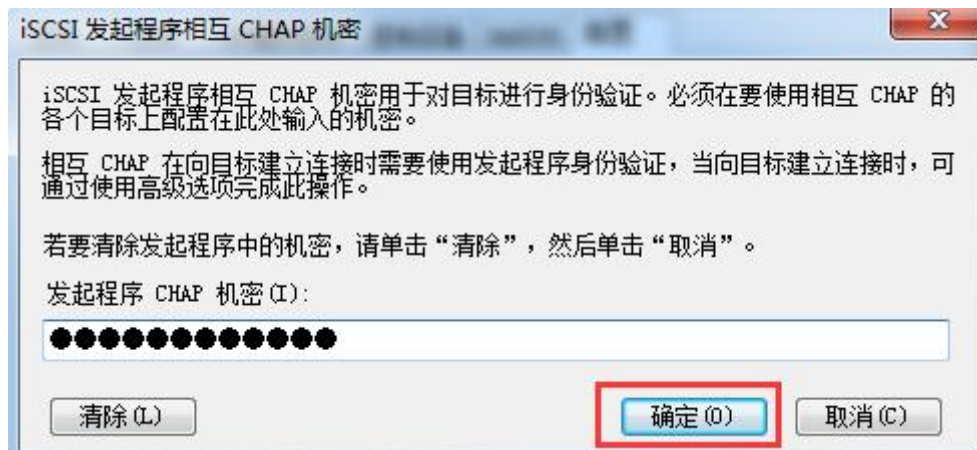 iSCSI 发起程序相互 CHAP 机密
iSCSI 发起程序相互 CHAP 机密用于对目标进行身份验证。必须在要使用相互 CHAP 的
各个目标上配置在此处输入的机密。
相互 CHAP 在向目标建立连接时需要使用发起程序身份验证，当向目标建立连接时，可
通过使用高级选项完成此操作。
若要清除发起程序中的机密，请单击“清除”，然后单击“取消”。
发起程序 CHAP 机密(I):
●●●●●●●●●●●●
清除(L) 确定(O) 取消(C)